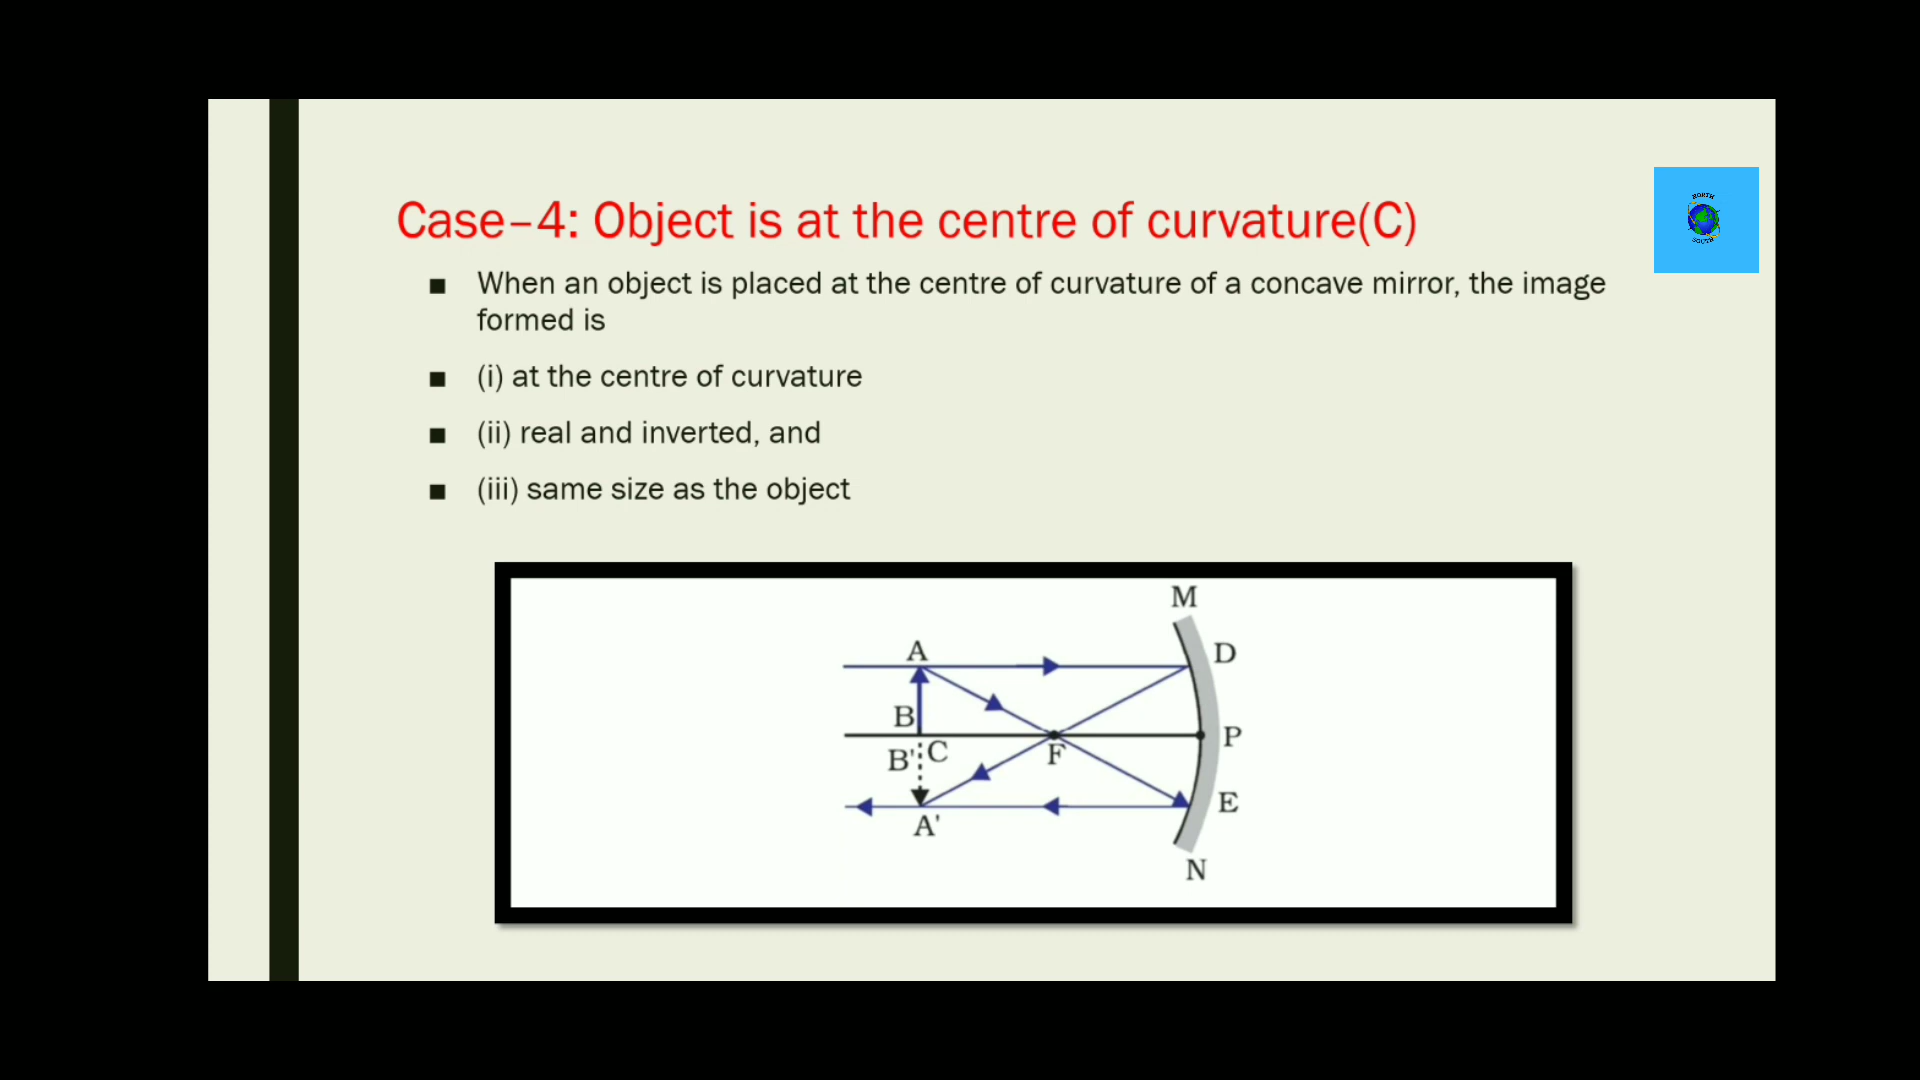 Case–4: Object is at the centre of curvature(C)
NORTH
SOUTH
■ When an object is placed at the centre of curvature of a concave mirror, the image
formed is
■ (i) at the centre of curvature
■ (ii) real and inverted, and
■ (iii) same size as the object
M
A
D
B
P
B' C
F
E
A'
N